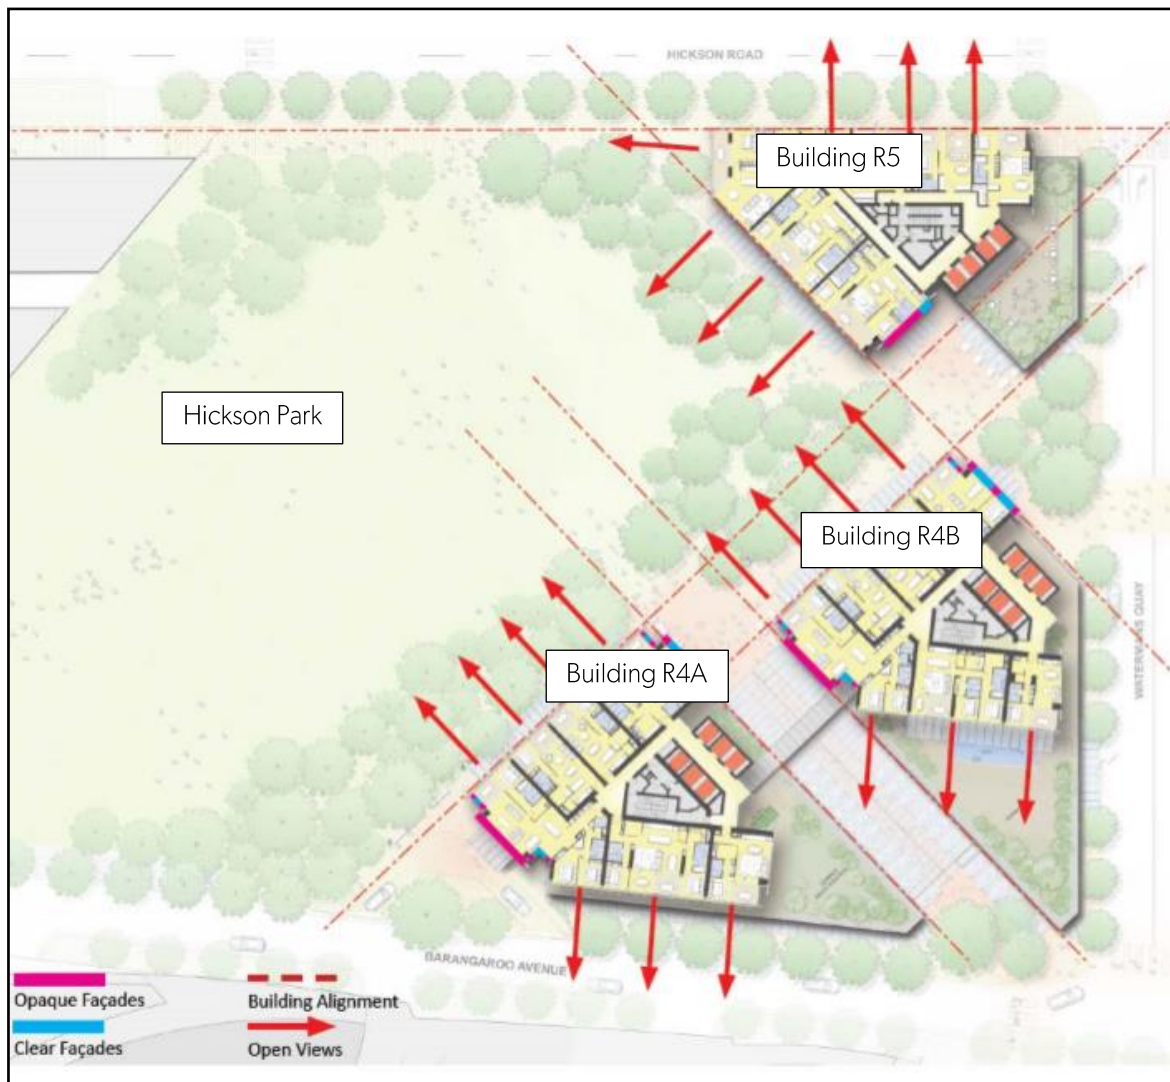 HICKSON ROAD
Building R5
Hickson Park
Building R4B
WATERMANS QUAY
Building R4A
BARANGAROO AVENUE
Opaque Façades
Building Alignment
Clear Façades
Open Views